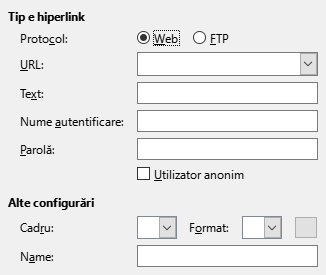 Tip e hiperlink
Protocol: Web FTP
URL:
Text:
Nume autentificare:
Parolă:
Utilizator anonim
Alte configurări
Cadru: Format:
Name: